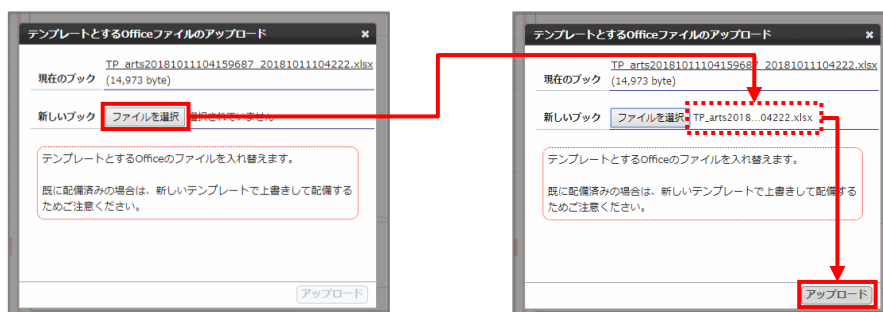 テンプレートとするOfficeファイルのアップロード ×
TP_arts20181011104159687_20181011104222.xlsx
現在のブック (14,973 byte)
新しいブック ファイルを選択 選択されていません
テンプレートとするOfficeのファイルを入れ替えます。
既に配備済みの場合は、新しいテンプレートで上書きして配備する
ためご注意ください。
アップロード
テンプレートとするOfficeファイルのアップロード ×
TP_arts20181011104159687_20181011104222.xlsx
現在のブック (14,973 byte)
新しいブック ファイルを選択 TP_arts2018...04222.xlsx
テンプレートとするOfficeのファイルを入れ替えます。
既に配備済みの場合は、新しいテンプレートで上書きして配備する
ためご注意ください。
アップロード